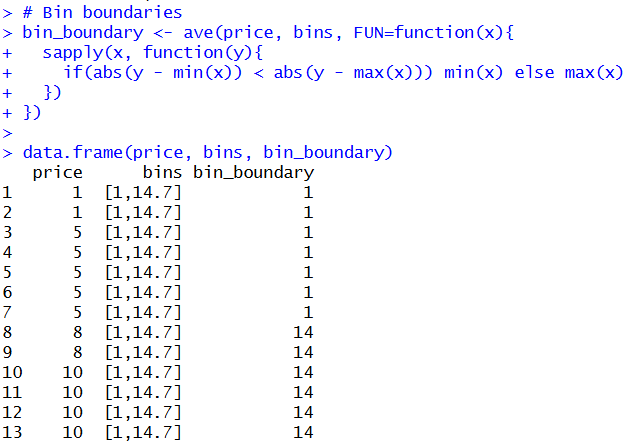 > # Bin boundaries
> bin_boundary <- ave(price, bins, FUN=function(x){
+   sapply(x, function(y){
+     if(abs(y - min(x)) < abs(y - max(x))) min(x) else max(x)
+   })
+ })
>
> data.frame(price, bins, bin_boundary)
   price     bins bin_boundary
1      1 [1,14.7]            1
2      1 [1,14.7]            1
3      5 [1,14.7]            1
4      5 [1,14.7]            1
5      5 [1,14.7]            1
6      5 [1,14.7]            1
7      5 [1,14.7]            1
8      8 [1,14.7]           14
9      8 [1,14.7]           14
10    10 [1,14.7]           14
11    10 [1,14.7]           14
12    10 [1,14.7]           14
13    10 [1,14.7]           14